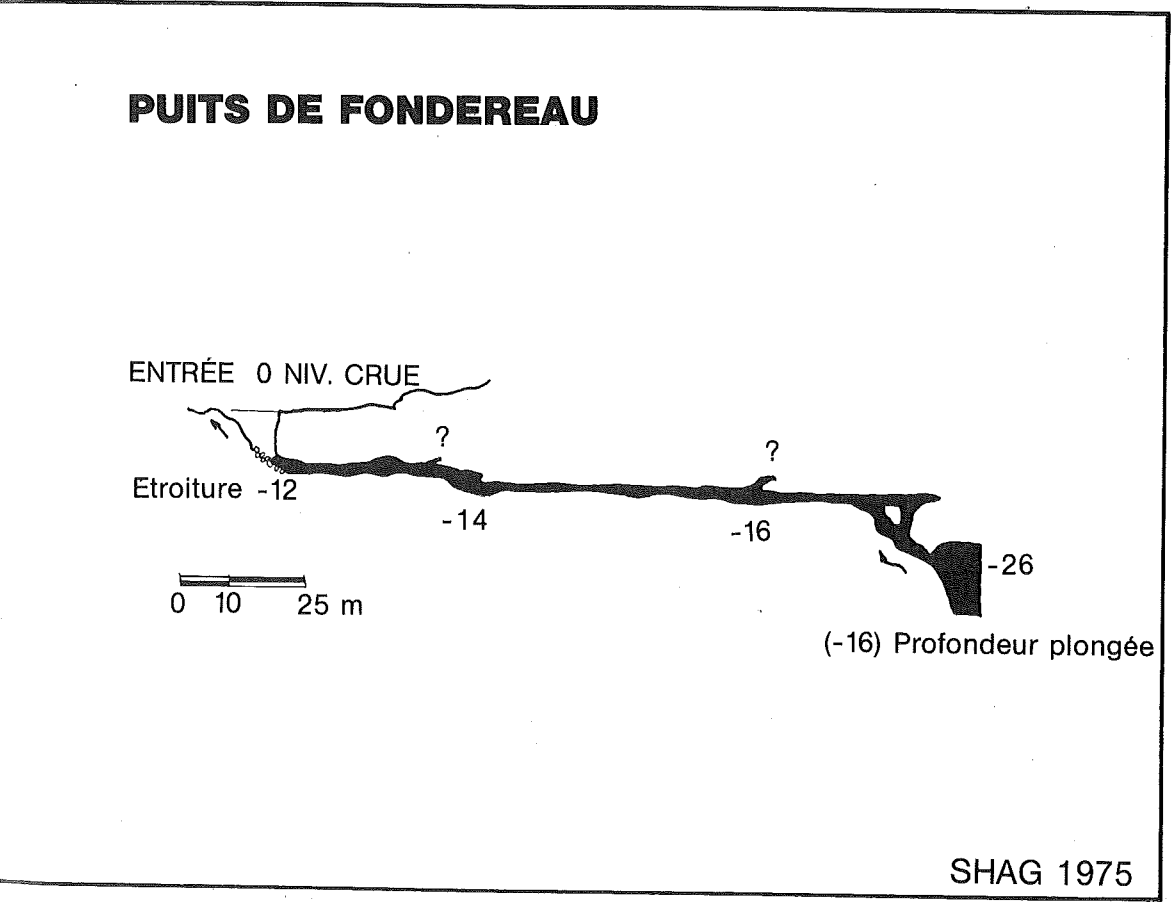 PUITS DE FONDEREAU
ENTRÉE 0 NIV. CRUE
?
?
Etroiture -12
-14
-16
-26
0 10 25 m
(-16) Profondeur plongée
SHAG 1975